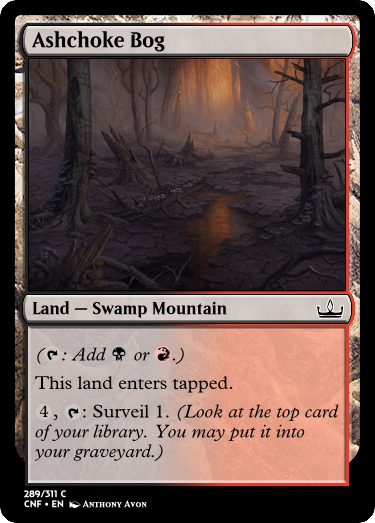 Ashchoke Bog
Land — Swamp Mountain
(: Add or .)
This land enters tapped.
4, : Surveil 1. (Look at the top card
of your library. You may put it into
your graveyard.)
289/311 C
CNF • EN Anthony Avon